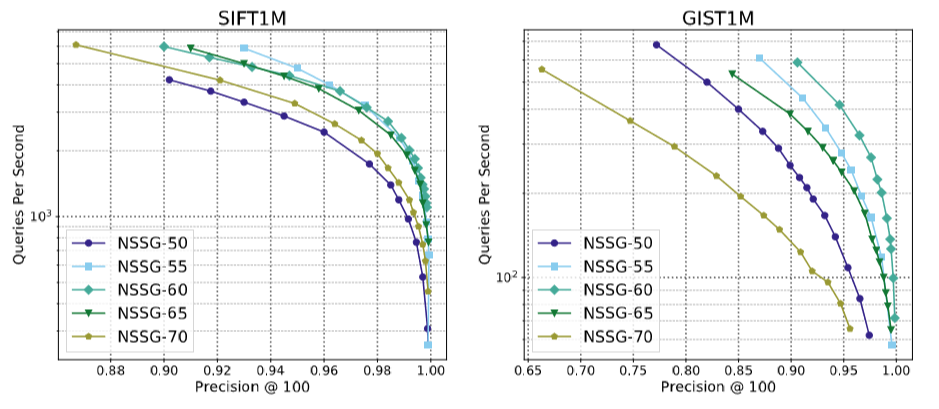 SIFT1M
Queries Per Second
10³
NSSG-50
NSSG-55
NSSG-60
NSSG-65
NSSG-70
0.88 0.90 0.92 0.94 0.96 0.98 1.00
Precision @ 100
GIST1M
Queries Per Second
10²
NSSG-50
NSSG-55
NSSG-60
NSSG-65
NSSG-70
0.65 0.70 0.75 0.80 0.85 0.90 0.95 1.00
Precision @ 100